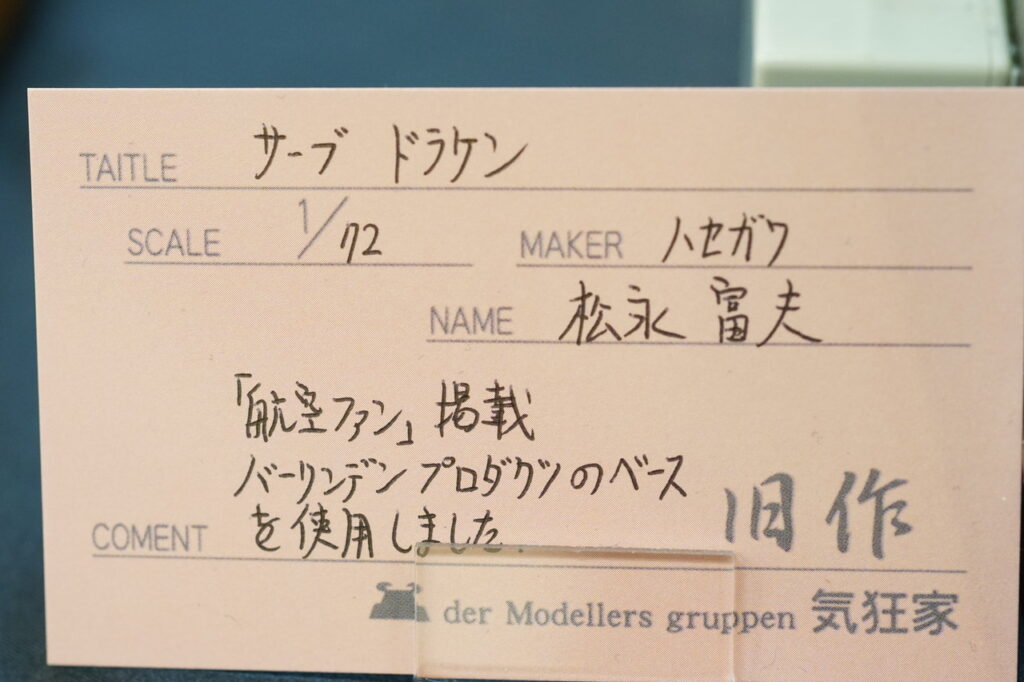 TAITLE サーブ ドラケン
SCALE 1/72 MAKER ハセガワ
NAME 松永 富夫
「航空ファン」掲載
バーリンデンプロダクツのベース
COMENT を使用しました.
旧作
der Modellers gruppen 気狂家